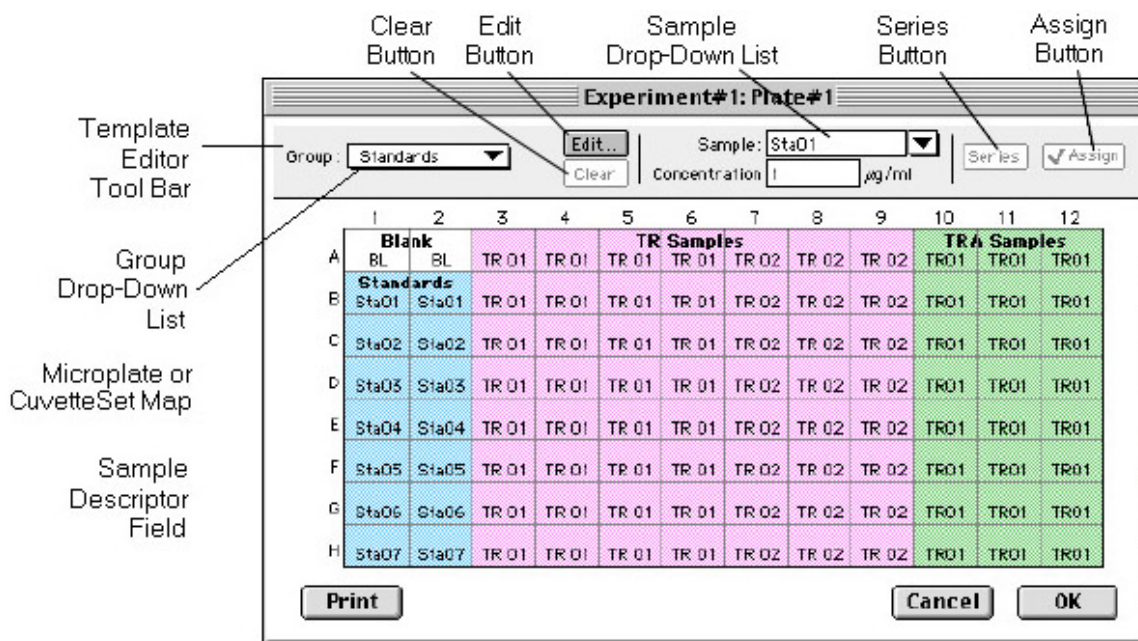 Clear
Button
Edit
Button
Sample
Drop-Down List
Series
Button
Assign
Button
Template
Editor
Tool Bar
Group
Drop-Down
List
Microplate or
CuvetteSet Map
Sample
Descriptor
Field
Experiment#1: Plate#1
Group: Standards Edit.. Sample: Sta01 Series Assign
Clear Concentration 1 µg/ml
1 2 3 4 5 6 7 8 9 10 11 12
Blank TR Samples TRA Samples
A BL BL TR 01 TR 01 TR 01 TR 01 TR 02 TR 02 TR 02 TR01 TR01 TR01
Standards
B Sta01 Sta01 TR 01 TR 01 TR 01 TR 01 TR 02 TR 02 TR 02 TR01 TR01 TR01
C Sta02 Sta02 TR 01 TR 01 TR 01 TR 01 TR 02 TR 02 TR 02 TR01 TR01 TR01
D Sta03 Sta03 TR 01 TR 01 TR 01 TR 01 TR 02 TR 02 TR 02 TR01 TR01 TR01
E Sta04 Sta04 TR 01 TR 01 TR 01 TR 01 TR 02 TR 02 TR 02 TR01 TR01 TR01
F Sta05 Sta05 TR 01 TR 01 TR 01 TR 01 TR 02 TR 02 TR 02 TR01 TR01 TR01
G Sta06 Sta06 TR 01 TR 01 TR 01 TR 01 TR 02 TR 02 TR 02 TR01 TR01 TR01
H Sta07 Sta07 TR 01 TR 01 TR 01 TR 01 TR 02 TR 02 TR 02 TR01 TR01 TR01
Print Cancel OK